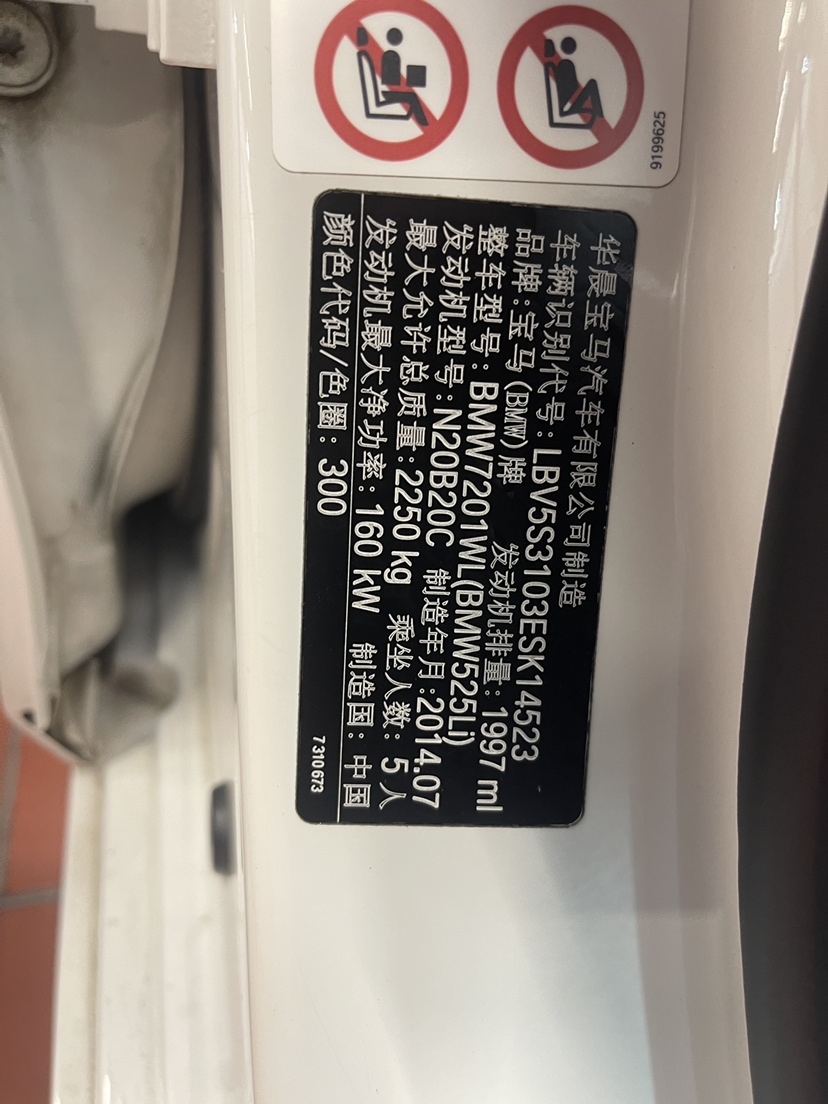 9199625
华晨宝马汽车有限公司制造
车辆识别代号：LBV5S3103ESK14523
品牌：宝马(BMW)牌 发动机排量：1997 ml
整车型号：BMW7201WL(BMW525Li)
发动机型号：N20B20C 制造年月：2014.07
最大允许总质量：2250 kg 乘坐人数：5人
发动机最大净功率：160 kW 制造国：中国
颜色代码/色圈：300
7310673